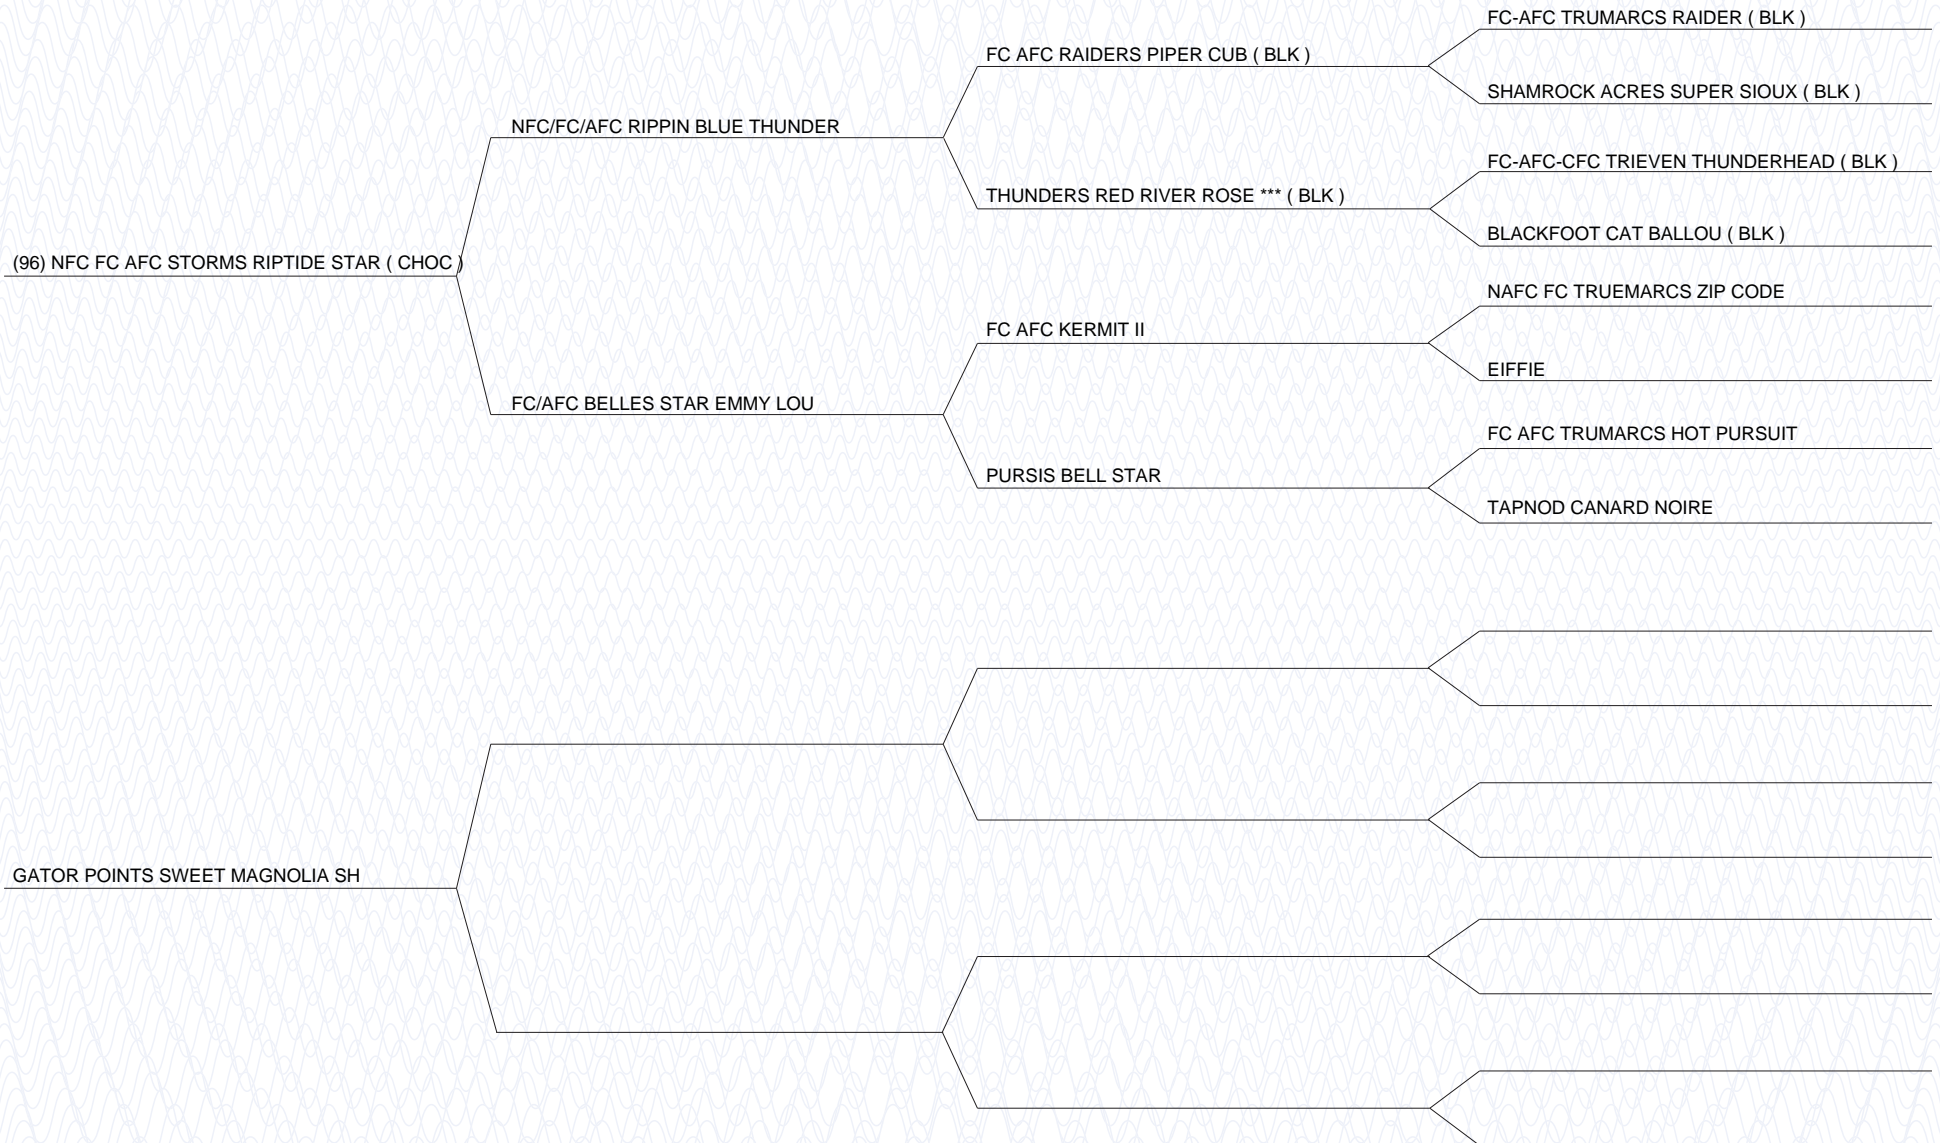 FC-AFC TRUMARCS RAIDER ( BLK )
FC AFC RAIDERS PIPER CUB ( BLK )
SHAMROCK ACRES SUPER SIOUX ( BLK )
NFC/FC/AFC RIPPIN BLUE THUNDER
FC-AFC-CFC TRIEVEN THUNDERHEAD ( BLK )
THUNDERS RED RIVER ROSE *** ( BLK )
BLACKFOOT CAT BALLOU ( BLK )
(96) NFC FC AFC STORMS RIPTIDE STAR ( CHOC )
NAFC FC TRUEMARCS ZIP CODE
FC AFC KERMIT II
EIFFIE
FC/AFC BELLES STAR EMMY LOU
FC AFC TRUMARCS HOT PURSUIT
PURSIS BELL STAR
TAPNOD CANARD NOIRE
GATOR POINTS SWEET MAGNOLIA SH